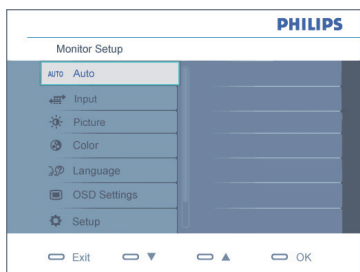 PHILIPS
Monitor Setup
AUTO Auto
Input
Picture
Color
Language
OSD Settings
Setup
Exit ▼ ▲ OK